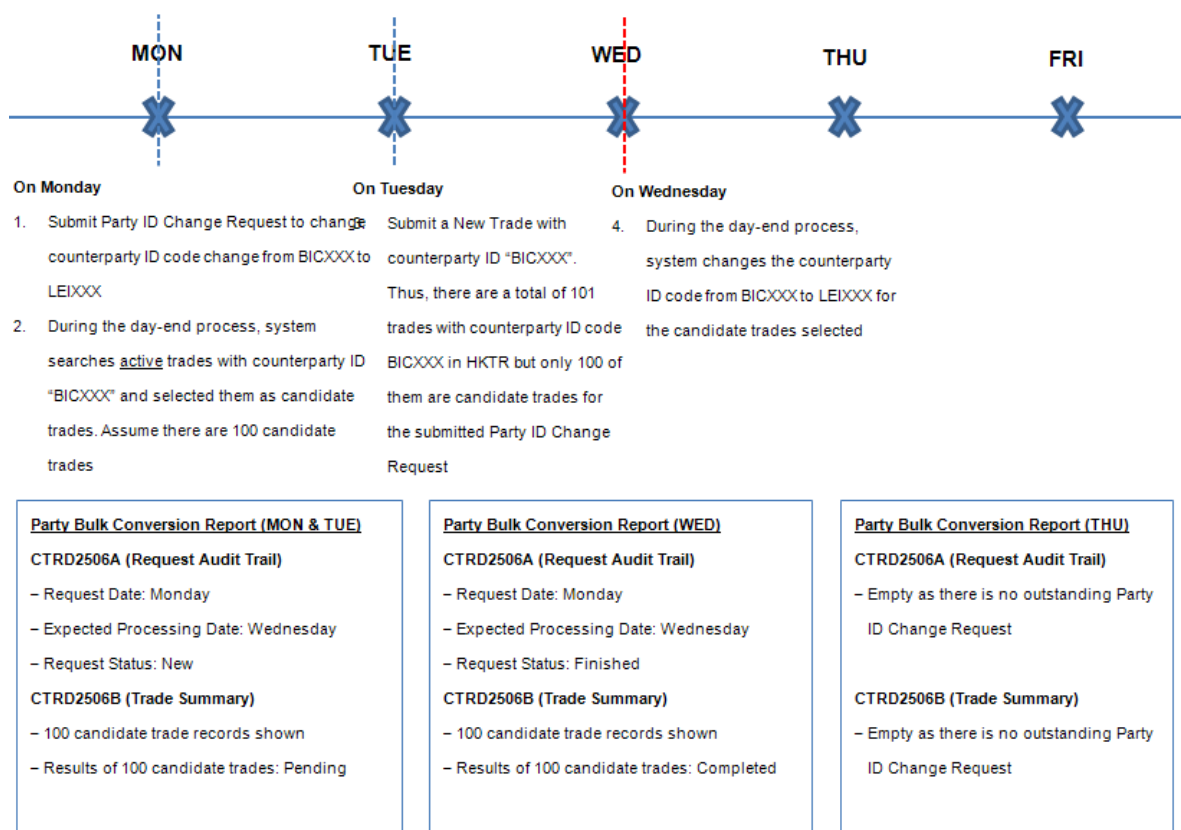 MON
TUE
WED
THU
FRI
On Monday
1. Submit Party ID Change Request to change
counterparty ID code change from BICXXX to
LEIXXX
2. During the day-end process, system
searches active trades with counterparty ID
“BICXXX” and selected them as candidate
trades. Assume there are 100 candidate
trades
On Tuesday
3. Submit a New Trade with
counterparty ID “BICXXX”.
Thus, there are a total of 101
trades with counterparty ID code
BICXXX in HKTR but only 100 of
them are candidate trades for
the submitted Party ID Change
Request
On Wednesday
4. During the day-end process,
system changes the counterparty
ID code from BICXXX to LEIXXX for
the candidate trades selected
Party Bulk Conversion Report (MON & TUE)
CTRD2506A (Request Audit Trail)
– Request Date: Monday
– Expected Processing Date: Wednesday
– Request Status: New
CTRD2506B (Trade Summary)
– 100 candidate trade records shown
– Results of 100 candidate trades: Pending
Party Bulk Conversion Report (WED)
CTRD2506A (Request Audit Trail)
– Request Date: Monday
– Expected Processing Date: Wednesday
– Request Status: Finished
CTRD2506B (Trade Summary)
– 100 candidate trade records shown
– Results of 100 candidate trades: Completed
Party Bulk Conversion Report (THU)
CTRD2506A (Request Audit Trail)
– Empty as there is no outstanding Party
ID Change Request
CTRD2506B (Trade Summary)
– Empty as there is no outstanding Party
ID Change Request